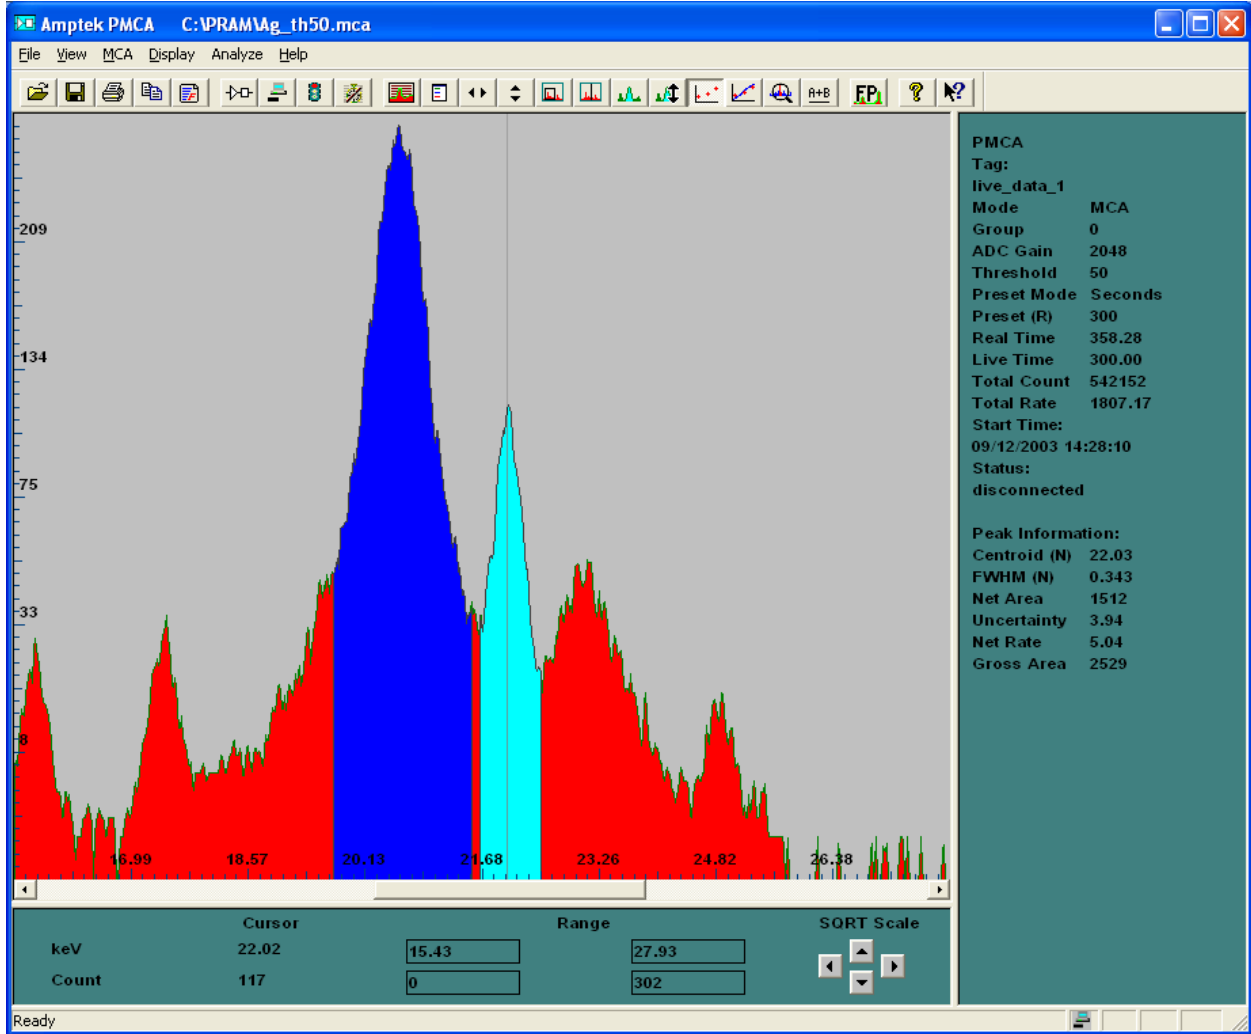 Amptek PMCA C:\PRAM\Ag_th50.mca
File View MCA Display Analyze Help
A+B FP ? ?
209
134
75
33
8
16.99 18.57 20.13 21.68 23.26 24.82 26.38
PMCA
Tag:
live_data_1
Mode MCA
Group 0
ADC Gain 2048
Threshold 50
Preset Mode Seconds
Preset (R) 300
Real Time 358.28
Live Time 300.00
Total Count 542152
Total Rate 1807.17
Start Time:
09/12/2003 14:28:10
Status:
disconnected
Peak Information:
Centroid (N) 22.03
FWHM (N) 0.343
Net Area 1512
Uncertainty 3.94
Net Rate 5.04
Gross Area 2529
Cursor Range SQRT Scale
keV 22.02 15.43 27.93
Count 117 0 302
Ready